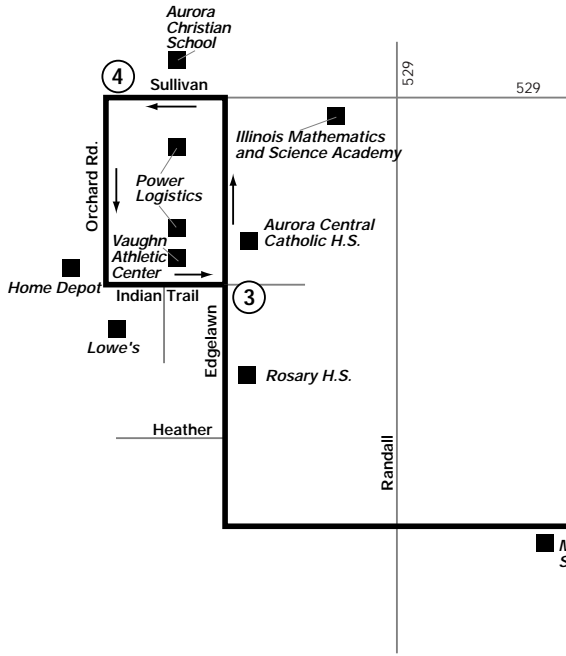 Aurora
Christian
School
4
Sullivan
529
529
Illinois Mathematics
and Science Academy
Orchard Rd.
Power
Logistics
Aurora Central
Catholic H.S.
Vaughn
Athletic
Center
Home Depot
Indian Trail
3
Lowe's
Edgelawn
Rosary H.S.
Heather
Randall